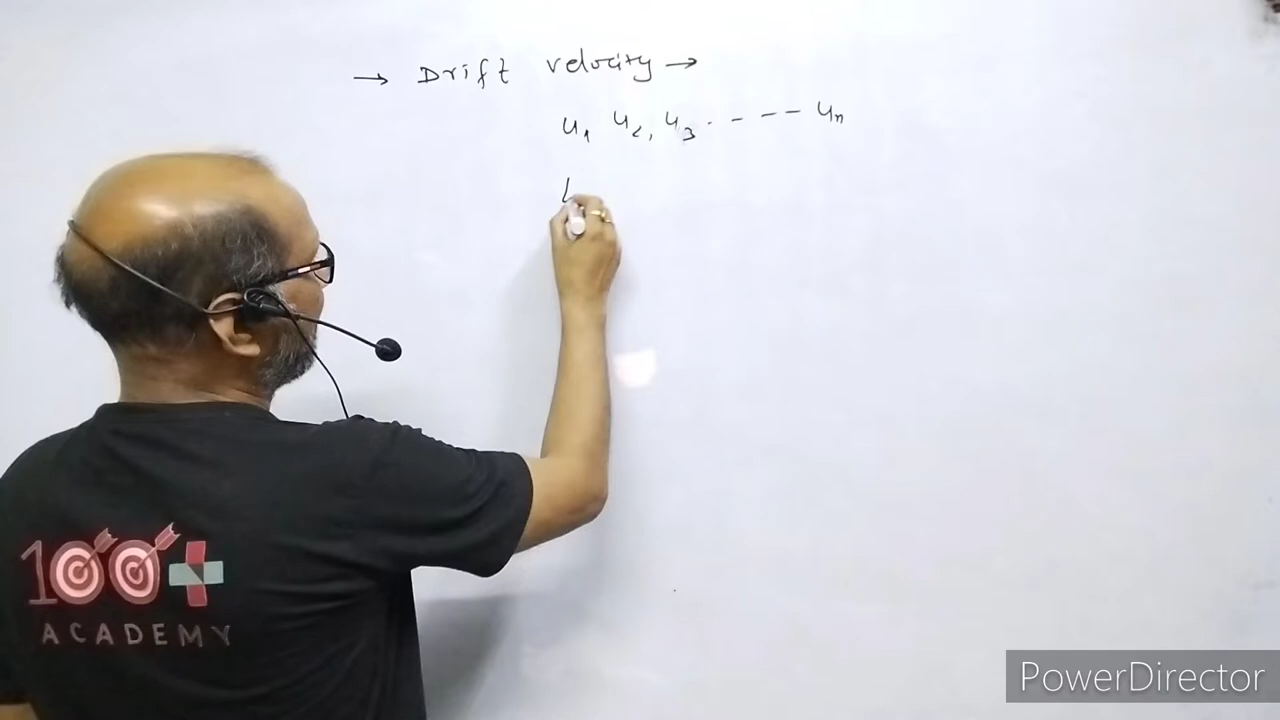 → Drift velocity →
u₁ u₂, u₃ . - - - - uₙ
100+
ACADEMY
PowerDirector